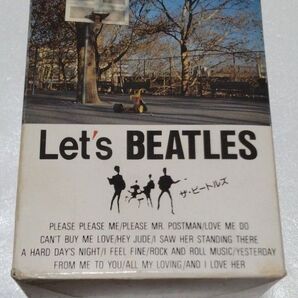 Let's BEATLES
ザ・ビートルズ
PLEASE PLEASE ME/PLEASE MR. POSTMAN/LOVE ME DO
CAN'T BUY ME LOVE/HEY JUDE/I SAW HER STANDING THERE
A HARD DAY'S NIGHT/I FEEL FINE/ROCK AND ROLL MUSIC/YESTERDAY
FROM ME TO YOU/ALL MY LOVING/AND I LOVE HER